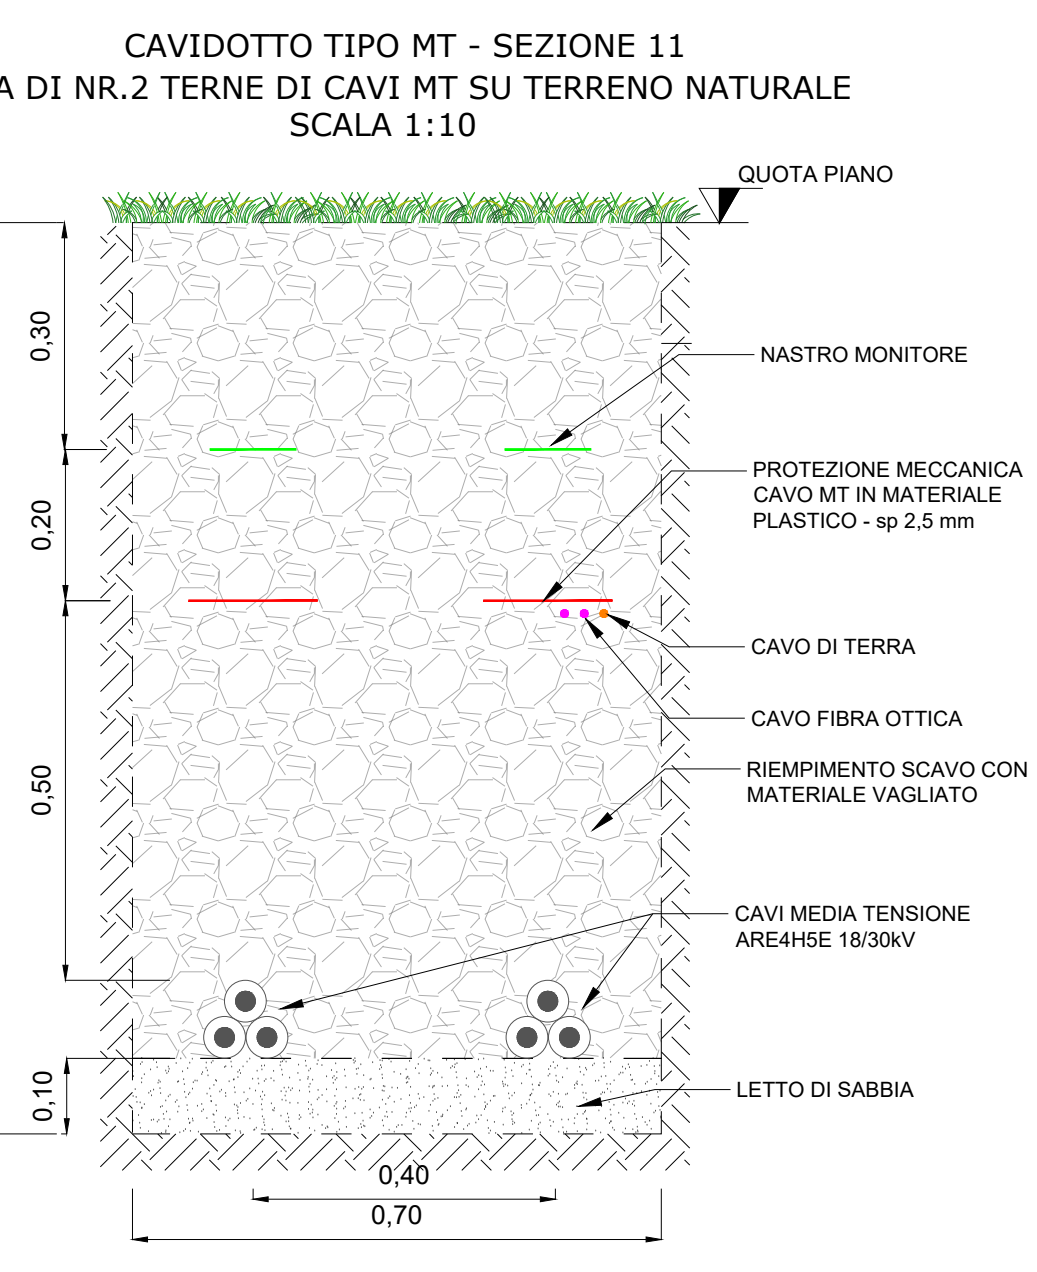 CAVIDOTTO TIPO MT - SEZIONE 11
A DI NR.2 TERNE DI CAVI MT SU TERRENO NATURALE
SCALA 1:10
QUOTA PIANO
0,30
NASTRO MONITORE
0,20
PROTEZIONE MECCANICA
CAVO MT IN MATERIALE
PLASTICO - sp 2,5 mm
CAVO DI TERRA
CAVO FIBRA OTTICA
0,50
RIEMPIMENTO SCAVO CON
MATERIALE VAGLIATO
CAVI MEDIA TENSIONE
ARE4H5E 18/30kV
0,10
LETTO DI SABBIA
0,40
0,70